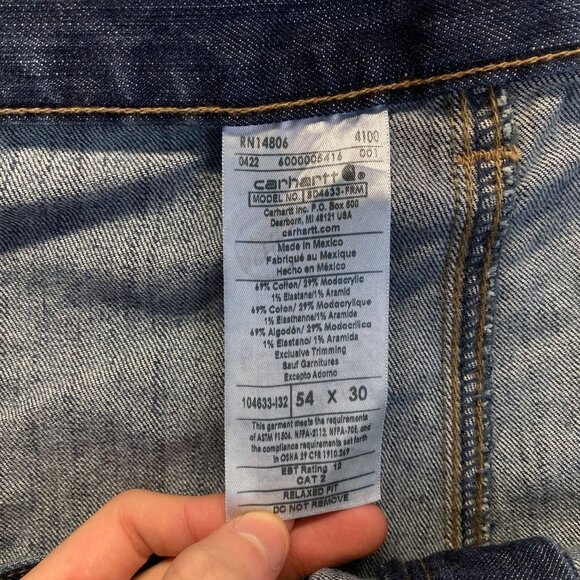 RN14806 4100
0422 6000006416 001
carhartt
MODEL NO. BD4633-FRM
Carhartt Inc. P.O. Box 600
Dearborn, MI 48121 USA
carhartt.com
Made in Mexico
Fabriqué au Mexique
Hecho en México
69% Cotton/ 29% Modacrylic
1% Elastane/1% Aramid
69% Coton/ 29% Modacrylique
1% Elasthanne/1% Aramide
69% Algodón/ 29% Modacrílica
1% Elastano/ 1% Aramide
Exclusive Trimming
Sauf Garnitures
Excepto Adorno
104633-I32 54 X 30
This garment meets the requirements
of ASTM F1506, NFPA-2112, NFPA-70E, and
the compliance requirements set forth
in OSHA 29 CFR 1910.269
EBT Rating 12
CAT 2
RELAXED FIT
DO NOT REMOVE